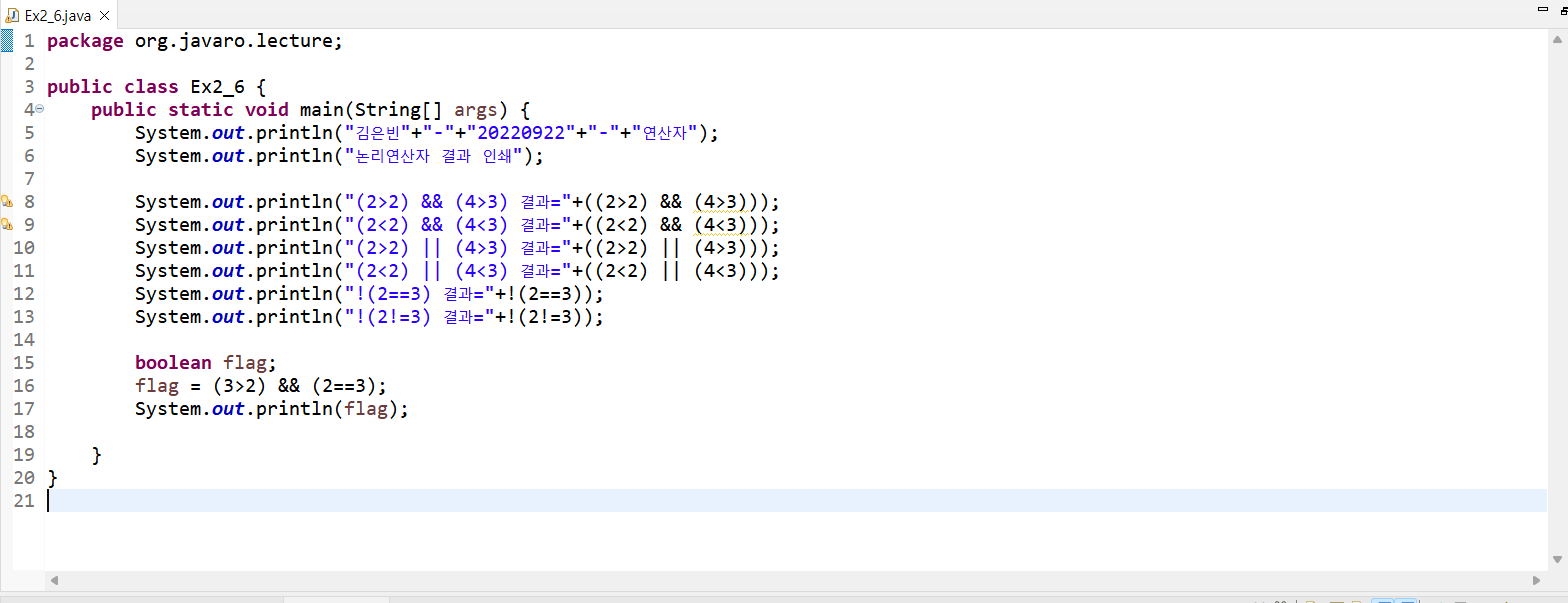 Ex2_6.java
1 package org.javaro.lecture;
2
3 public class Ex2_6 {
4     public static void main(String[] args) {
5         System.out.println("김은빈"+"-"+"20220922"+"-"+"연산자");
6         System.out.println("논리연산자 결과 인쇄");
7
8         System.out.println("(2>2) && (4>3) 결과="+((2>2) && (4>3)));
9         System.out.println("(2<2) && (4<3) 결과="+((2<2) && (4<3)));
10         System.out.println("(2>2) || (4>3) 결과="+((2>2) || (4>3)));
11         System.out.println("(2<2) || (4<3) 결과="+((2<2) || (4<3)));
12         System.out.println("!(2==3) 결과="+!(2==3));
13         System.out.println("!(2!=3) 결과="+!(2!=3));
14
15         boolean flag;
16         flag = (3>2) && (2==3);
17         System.out.println(flag);
18
19     }
20 }
21